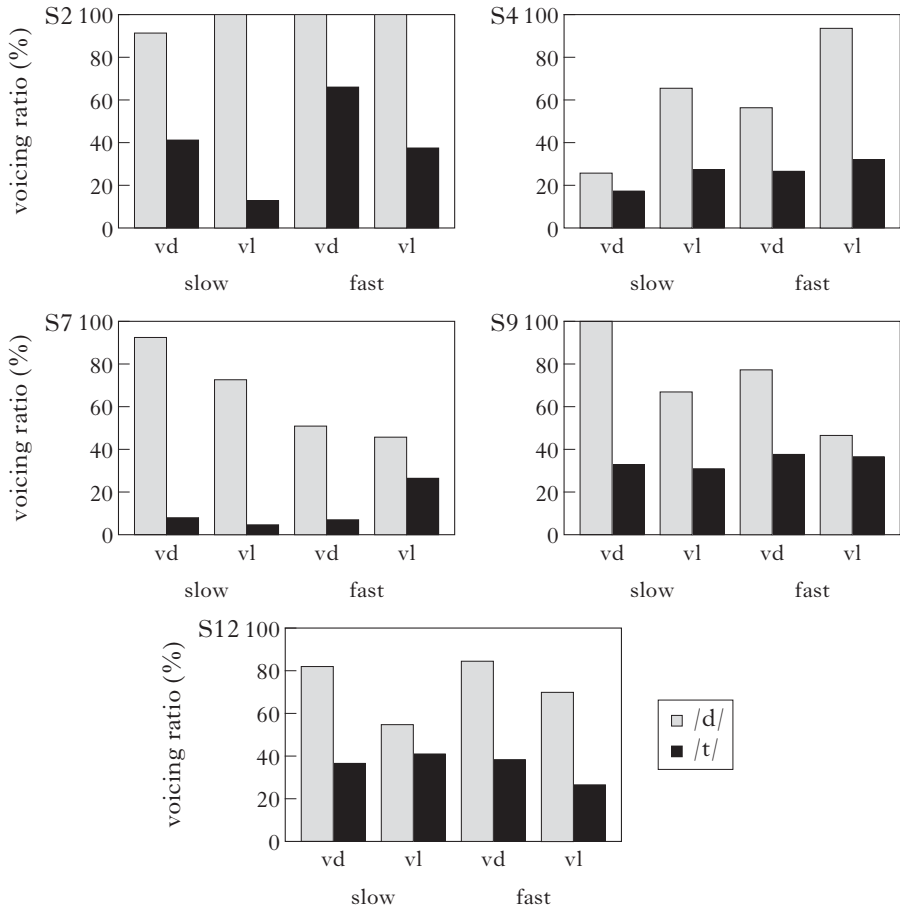 S2 100
80
60
40
20
0
voicing ratio (%)
vd vl vd vl
slow fast
S4 100
80
60
40
20
0
vd vl vd vl
slow fast
S7 100
80
60
40
20
0
voicing ratio (%)
vd vl vd vl
slow fast
S9 100
80
60
40
20
0
vd vl vd vl
slow fast
S12 100
80
60
40
20
0
voicing ratio (%)
vd vl vd vl
slow fast
/d/
/t/